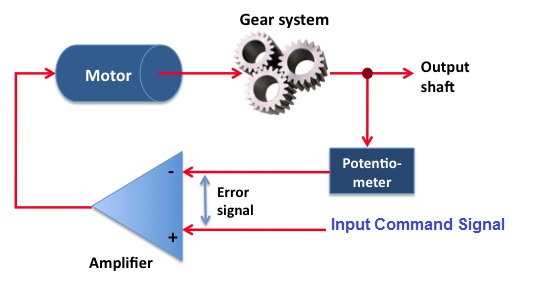 Gear system
Motor
Output
shaft
Potentio-
meter
-
Error
signal
+
Input Command Signal
Amplifier